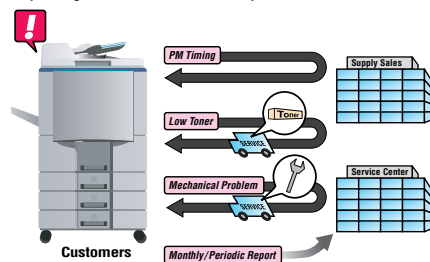 !
PM Timing
Supply Sales
Low Toner
Toner
SERVICE
Mechanical Problem
Service Center
SERVICE
Customers
Monthly/Periodic Report